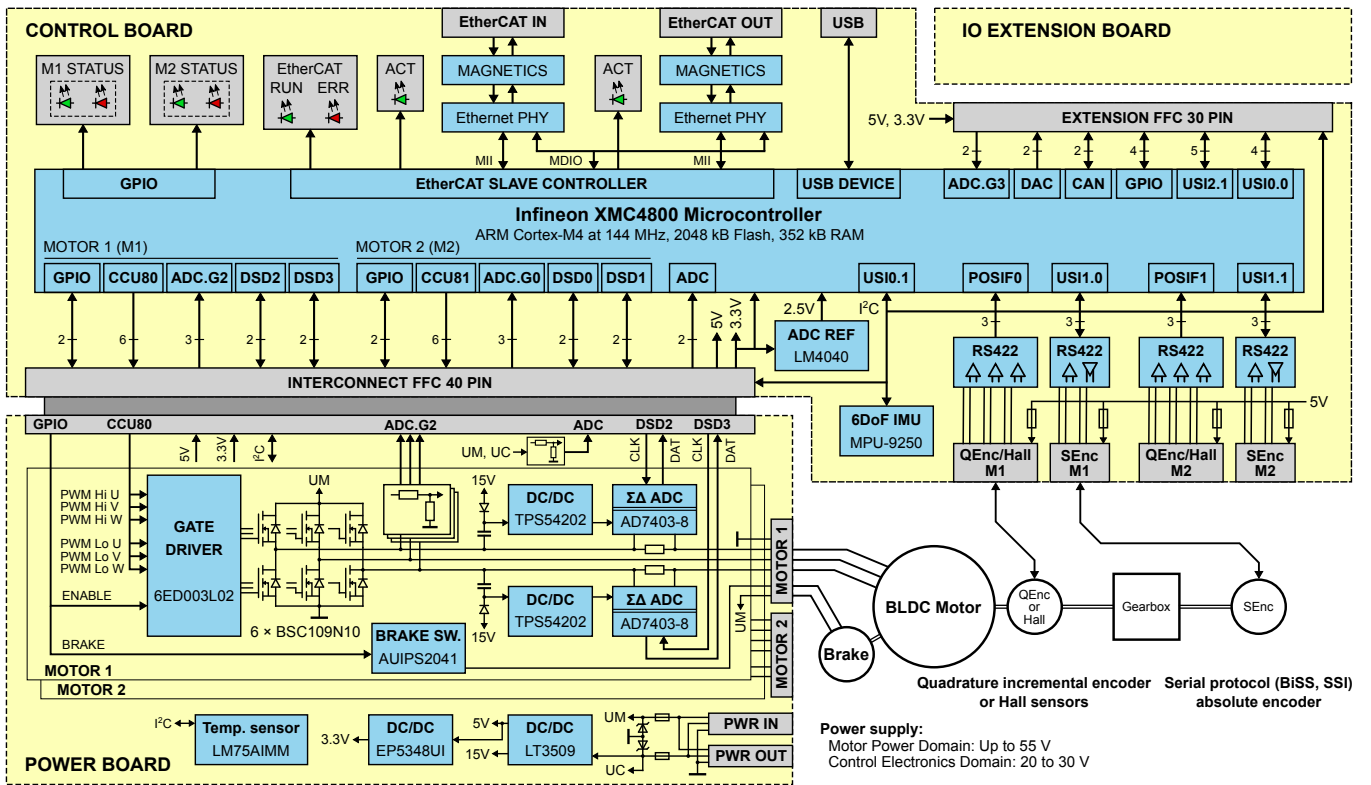 CONTROL BOARD
EtherCAT IN
EtherCAT OUT
USB
IO EXTENSION BOARD
M1 STATUS
M2 STATUS
EtherCAT
RUN ERR
ACT
MAGNETICS
ACT
MAGNETICS
Ethernet PHY
Ethernet PHY
5V, 3.3V
EXTENSION FFC 30 PIN
MII
MDIO
MII
2
2
2
4
5
4
GPIO
EtherCAT SLAVE CONTROLLER
USB DEVICE
ADC.G3
DAC
CAN
GPIO
USI2.1
USI0.0
Infineon XMC4800 Microcontroller
ARM Cortex-M4 at 144 MHz, 2048 kB Flash, 352 kB RAM
MOTOR 1 (M1)
MOTOR 2 (M2)
GPIO
CCU80
ADC.G2
DSD2
DSD3
GPIO
CCU81
ADC.G0
DSD0
DSD1
ADC
USI0.1
POSIF0
USI1.0
POSIF1
USI1.1
2
6
3
2
2
2
6
3
2
2
2
5V
3.3V
2.5V
I²C
3
3
3
3
ADC REF
LM4040
RS422
RS422
RS422
RS422
INTERCONNECT FFC 40 PIN
5V
6DoF IMU
MPU-9250
QEnc/Hall
M1
SEnc
M1
QEnc/Hall
M2
SEnc
M2
GPIO
CCU80
ADC.G2
ADC
DSD2
DSD3
5V
3.3V
I²C
UM, UC
CLK
DAT
CLK
DAT
PWM Hi U
PWM Hi V
PWM Hi W
PWM Lo U
PWM Lo V
PWM Lo W
ENABLE
BRAKE
GATE
DRIVER
6ED003L02
UM
6 × BSC109N10
15V
DC/DC
TPS54202
ΣΔ ADC
AD7403-8
15V
DC/DC
TPS54202
ΣΔ ADC
AD7403-8
BRAKE SW.
AUIPS2041
MOTOR 1
UM
MOTOR 2
MOTOR 1
MOTOR 2
BLDC Motor
Brake
QEnc
or
Hall
Gearbox
SEnc
Quadrature incremental encoder
or Hall sensors
Serial protocol (BiSS, SSI)
absolute encoder
I²C
Temp. sensor
LM75AIMM
3.3V
DC/DC
EP5348UI
5V
15V
DC/DC
LT3509
UM
UC
PWR IN
PWR OUT
POWER BOARD
Power supply:
Motor Power Domain: Up to 55 V
Control Electronics Domain: 20 to 30 V